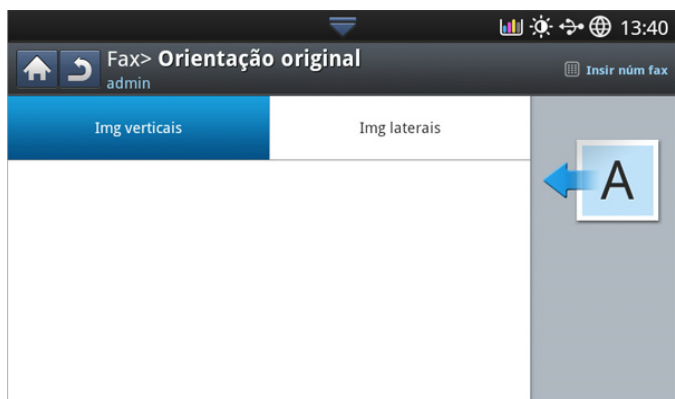 13:40
Fax> Orientação original
admin
Insir núm fax
Img verticais
Img laterais
A